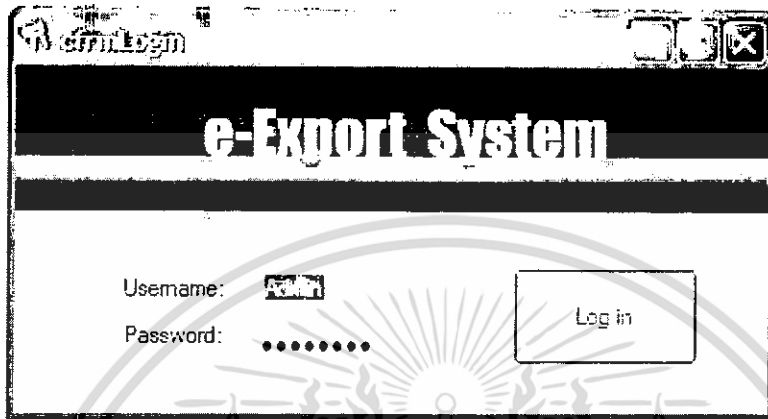 e-Export System
Username: Admin
Password: ••••••••
Log in